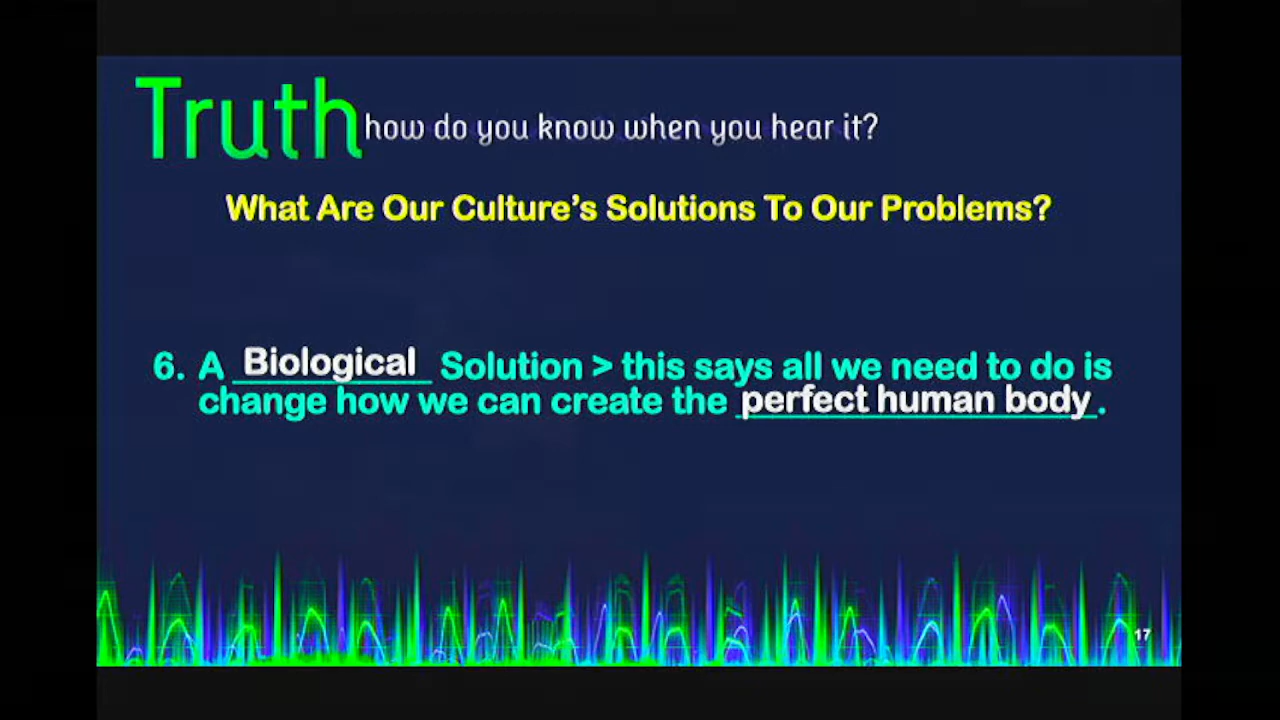 Truth how do you know when you hear it?
What Are Our Culture's Solutions To Our Problems?
6. A Biological Solution > this says all we need to do is
change how we can create the perfect human body.
17